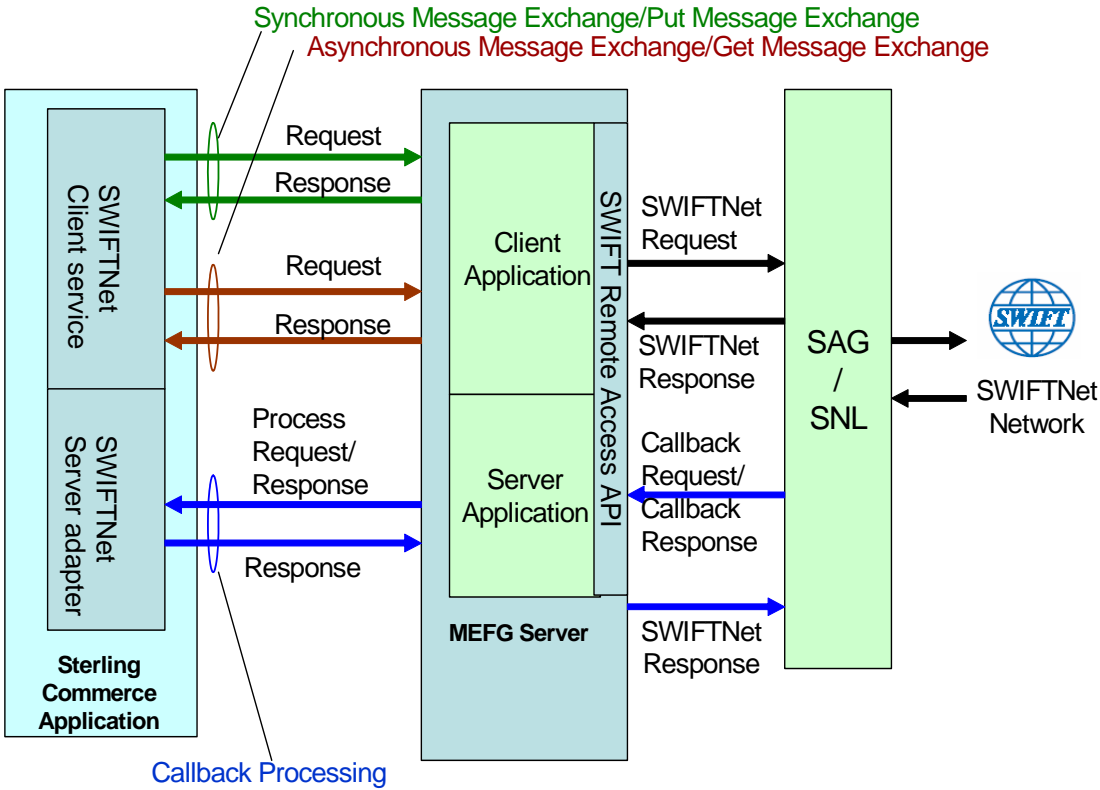 Synchronous Message Exchange/Put Message Exchange
Asynchronous Message Exchange/Get Message Exchange
SWIFTNet
Client service
SWIFTNet
Server adapter
Sterling
Commerce
Application
Request
Response
Request
Response
Process
Request/
Response
Response
Callback Processing
Client
Application
Server
Application
SWIFT Remote Access API
MEFG Server
SWIFTNet
Request
SWIFTNet
Response
Callback
Request/
Callback
Response
SWIFTNet
Response
SAG
/
SNL
SWIFT
SWIFTNet
Network